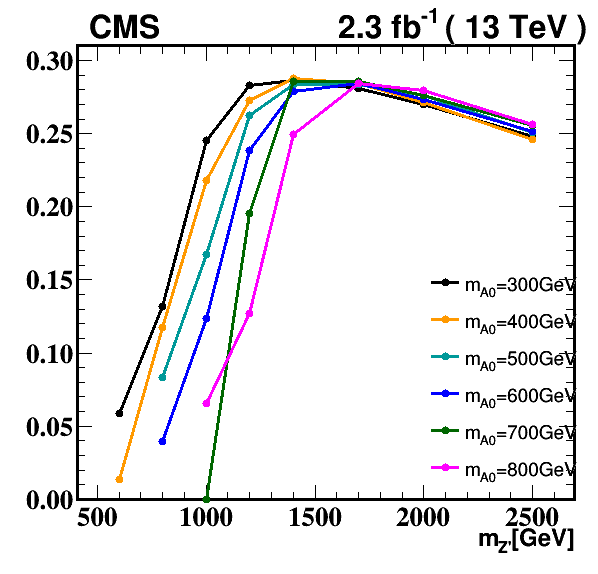 CMS 2.3 fb⁻¹ ( 13 TeV )
0.30
0.25
0.20
0.15
0.10
0.05
0.00
m_A0=300GeV
m_A0=400GeV
m_A0=500GeV
m_A0=600GeV
m_A0=700GeV
m_A0=800GeV
500 1000 1500 2000 2500
m_Z'[GeV]